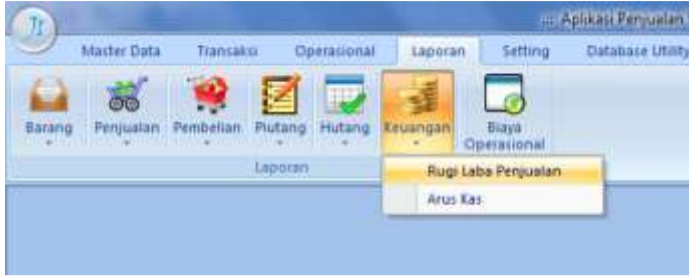 .::. Aplikasi Penjualan
Master Data Transaksi Operasional Laporan Setting Database Utility
Barang Penjualan Pembelian Piutang Hutang Keuangan Biaya Operasional
Laporan
Rugi Laba Penjualan
Arus Kas